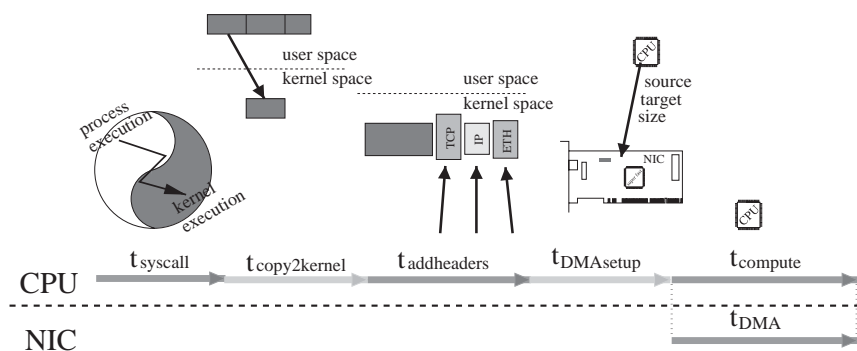 user space
kernel space
process
execution
kernel
execution
user space
kernel space
TCP
IP
ETH
CPU
source
target
size
NIC
CPU
t_syscall
t_copy2kernel
t_addheaders
t_DMAsetup
t_compute
CPU
t_DMA
NIC